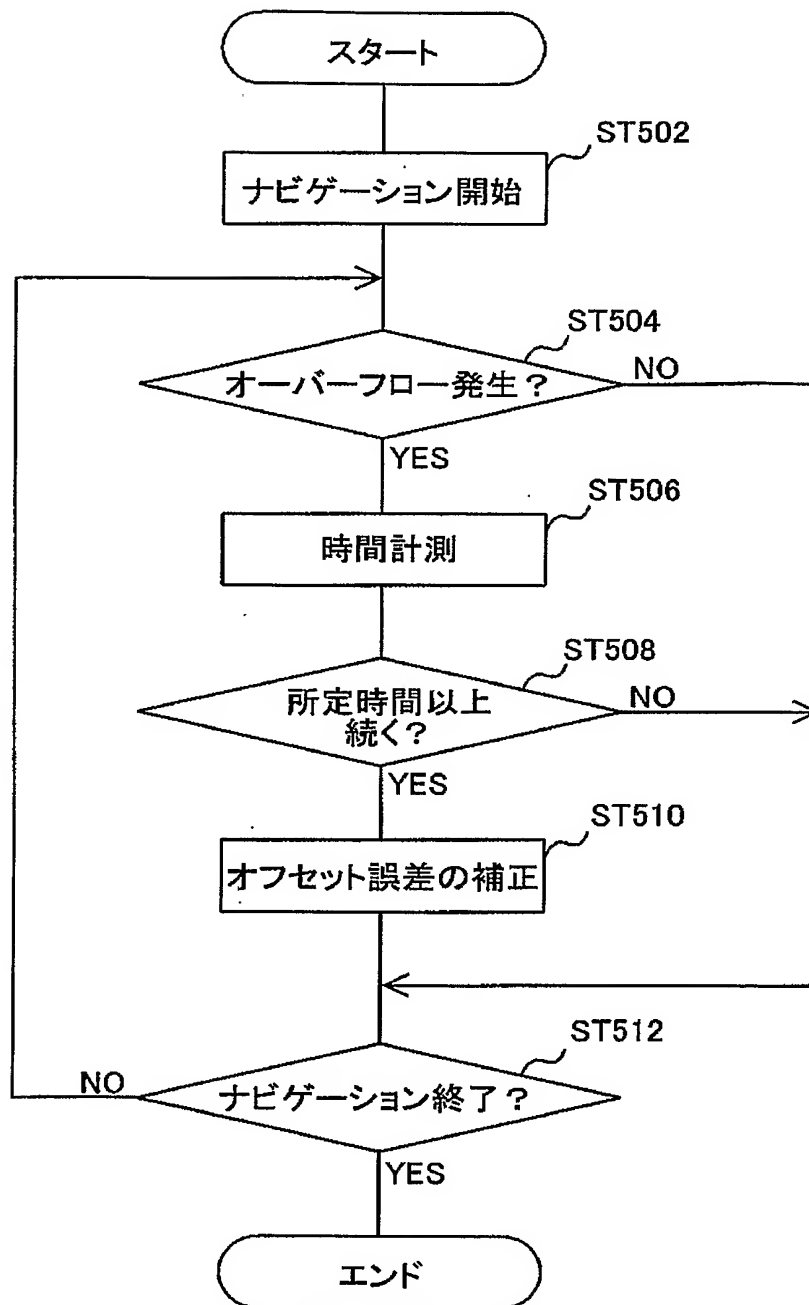 スタート
ST502
ナビゲーション開始
ST504
オーバーフロー発生？
NO
YES
ST506
時間計測
ST508
所定時間以上
続く？
NO
YES
ST510
オフセット誤差の補正
ST512
NO
ナビゲーション終了？
YES
エンド